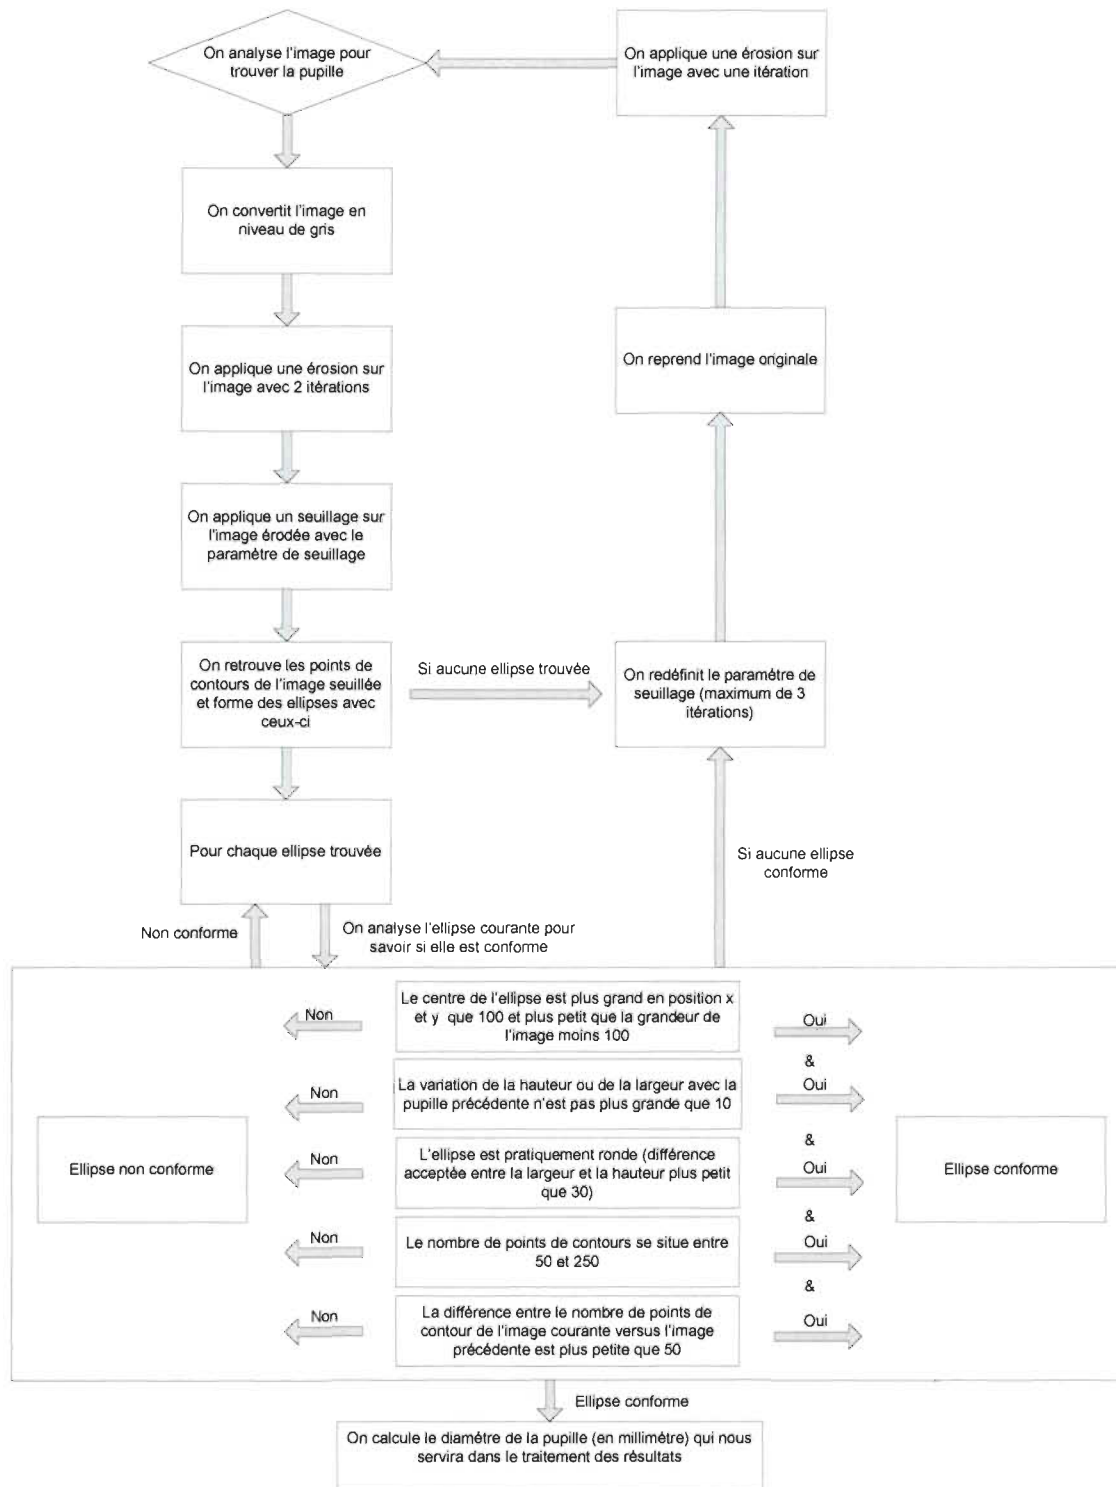 On analyse l'image pour
trouver la pupille
On applique une érosion sur
l'image avec une itération
On convertit l'image en
niveau de gris
On applique une érosion sur
l'image avec 2 itérations
On reprend l'image originale
On applique un seuillage sur
l'image érodée avec le
paramètre de seuillage
On retrouve les points de
contours de l'image seuillée
et forme des ellipses avec
ceux-ci
Si aucune ellipse trouvée
On redéfinit le paramètre de
seuillage (maximum de 3
itérations)
Pour chaque ellipse trouvée
Si aucune ellipse
conforme
Non conforme
On analyse l'ellipse courante pour
savoir si elle est conforme
Non
Le centre de l'ellipse est plus grand en position x
et y que 100 et plus petit que la grandeur de
l'image moins 100
Oui
&
Non
La variation de la hauteur ou de la largeur avec la
pupille précédente n'est pas plus grande que 10
Oui
&
Ellipse non conforme
Non
L'ellipse est pratiquement ronde (différence
acceptée entre la largeur et la hauteur plus petit
que 30)
Oui
Ellipse conforme
&
Non
Le nombre de points de contours se situe entre
50 et 250
Oui
&
Non
La différence entre le nombre de points de
contour de l'image courante versus l'image
précédente est plus petite que 50
Oui
Ellipse conforme
On calcule le diamètre de la pupille (en millimètre) qui nous
servira dans le traitement des résultats